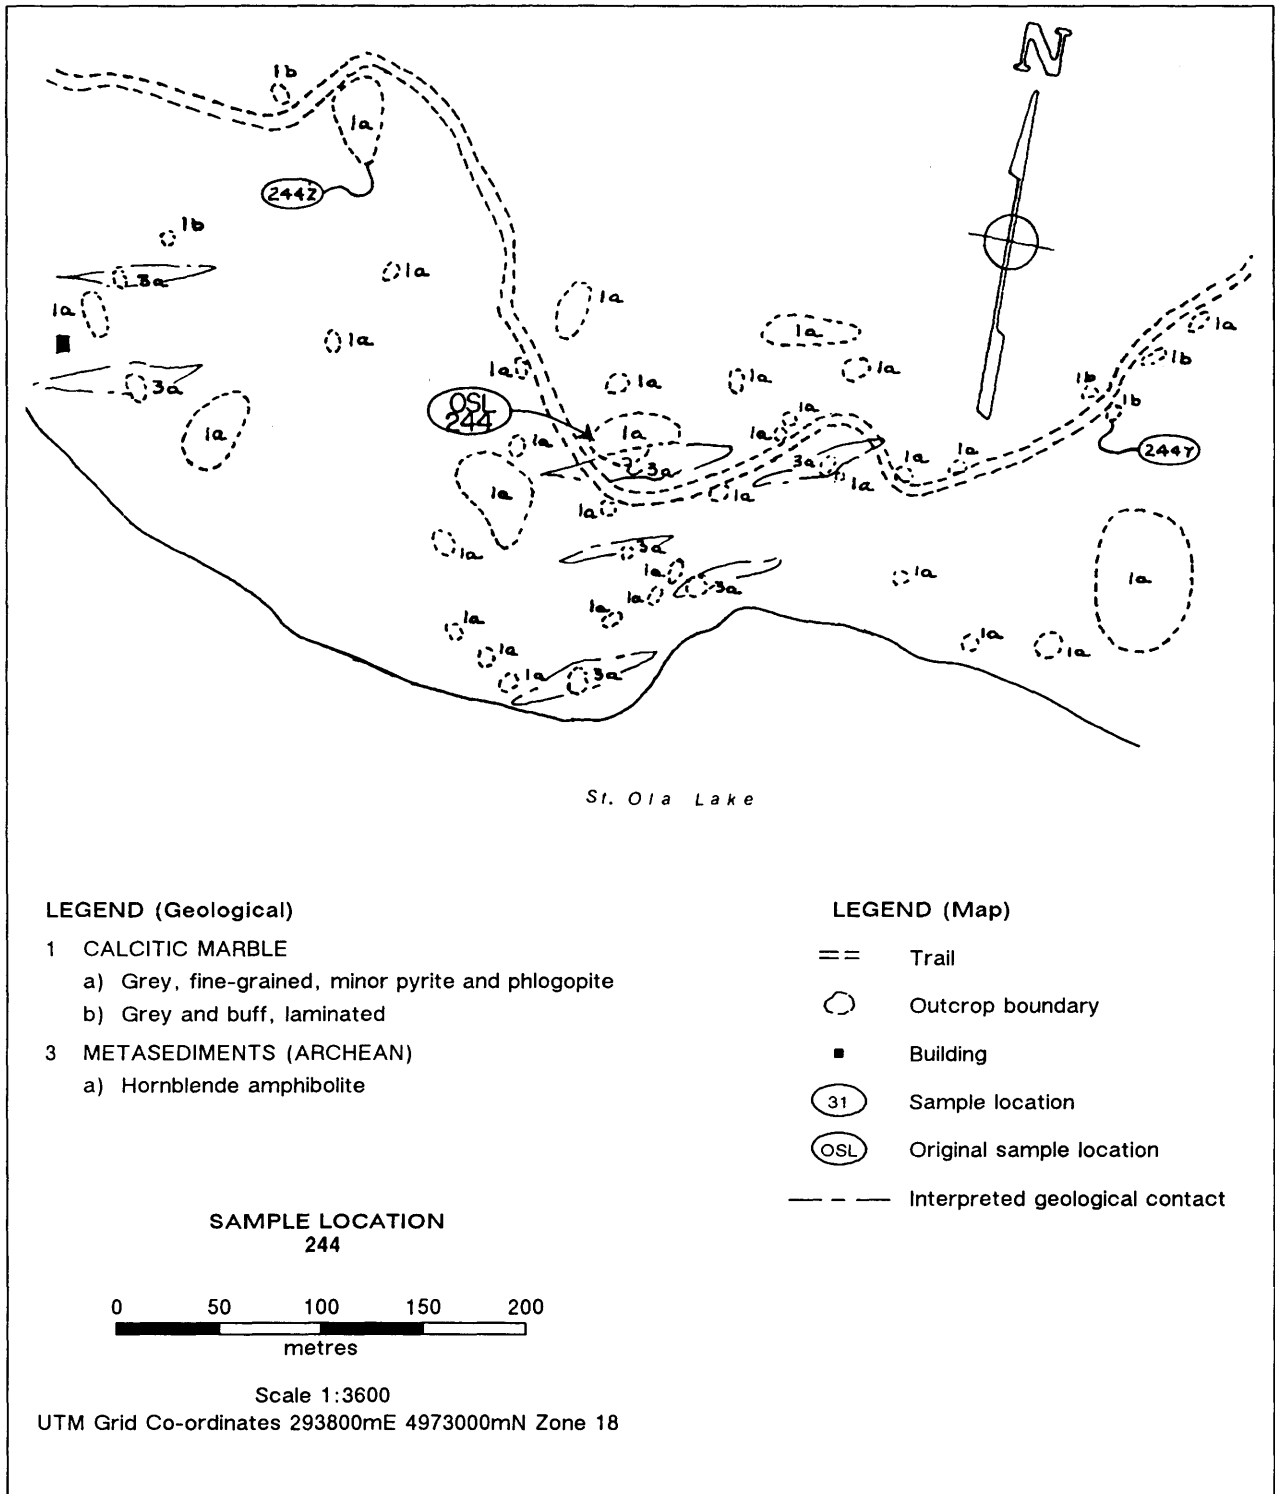 N
1b
1a
244Z
1b
3a
1a
1a
1a
1a
1a
1a
3a
1a
1a
1a
1a
1b
1b
1b
OSL
244
1a
1a
1a
1a
1a
3a
3a
1a
1a
1a
244Y
1a
1a
1a
1a
3a
1a
3a
1a
1a
1a
1a
1a
1a
1a
1a
1a
3a
St. Ola Lake
LEGEND (Geological)
1 CALCITIC MARBLE
a) Grey, fine-grained, minor pyrite and phlogopite
b) Grey and buff, laminated
3 METASEDIMENTS (ARCHEAN)
a) Hornblende amphibolite
LEGEND (Map)
Trail
Outcrop boundary
Building
31 Sample location
OSL Original sample location
Interpreted geological contact
SAMPLE LOCATION
244
0 50 100 150 200
metres
Scale 1:3600
UTM Grid Co-ordinates 293800mE 4973000mN Zone 18